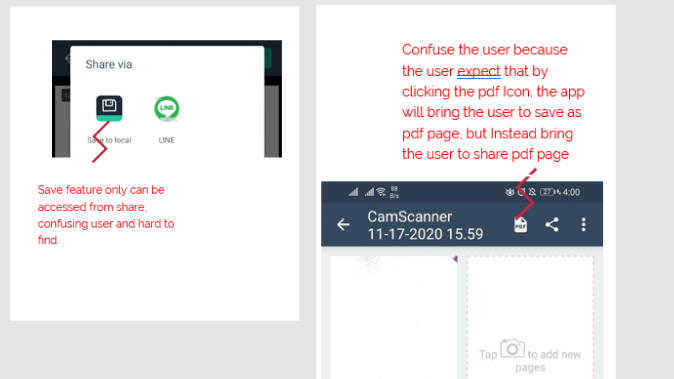 Share via
LINE
Save to local
LINE
Save feature only can be
accessed from share,
confusing user and hard to
find
Confuse the user because
the user expect that by
clicking the pdf Icon, the app
will bring the user to save as
pdf page, but Instead bring
the user to share pdf page
88
B/s
27
4:00
CamScanner
11-17-2020 15.59
PDF
Tap to add new
pages